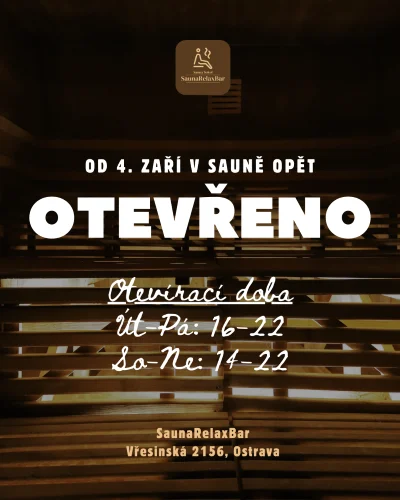 SaunaRelaxBar
OD 4. ZÁŘÍ V SAUNĚ OPĚT
OTEVŘENO
Otevírací doba
Út-Pá: 16-22
So-Ne: 14-22
SaunaRelaxBar
Vřesinská 2156, Ostrava